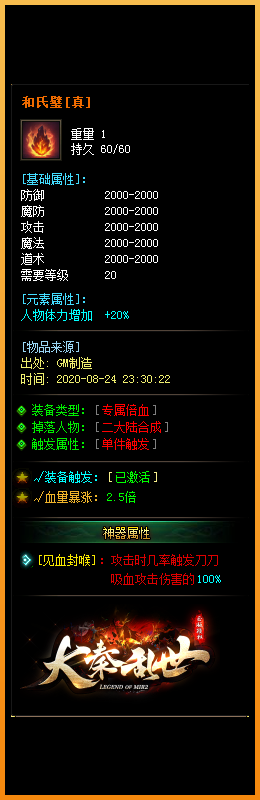 和氏璧[真]
重量 1
持久 60/60
[基础属性]:
防御 2000-2000
魔防 2000-2000
攻击 2000-2000
魔法 2000-2000
道术 2000-2000
需要等级 20
[元素属性]:
人物体力增加 +20%
[物品来源]
出处: GM制造
时间: 2020-08-24 23:30:22
装备类型: [专属倍血]
掉落人物: [二大陆合成]
触发属性: [单件触发]
√装备触发: [已激活]
√血量暴涨: 2.5倍
神器属性
[见血封喉]: 攻击时几率触发刀刀
吸血攻击伤害的100%
大秦乱世
LEGEND OF MIR2